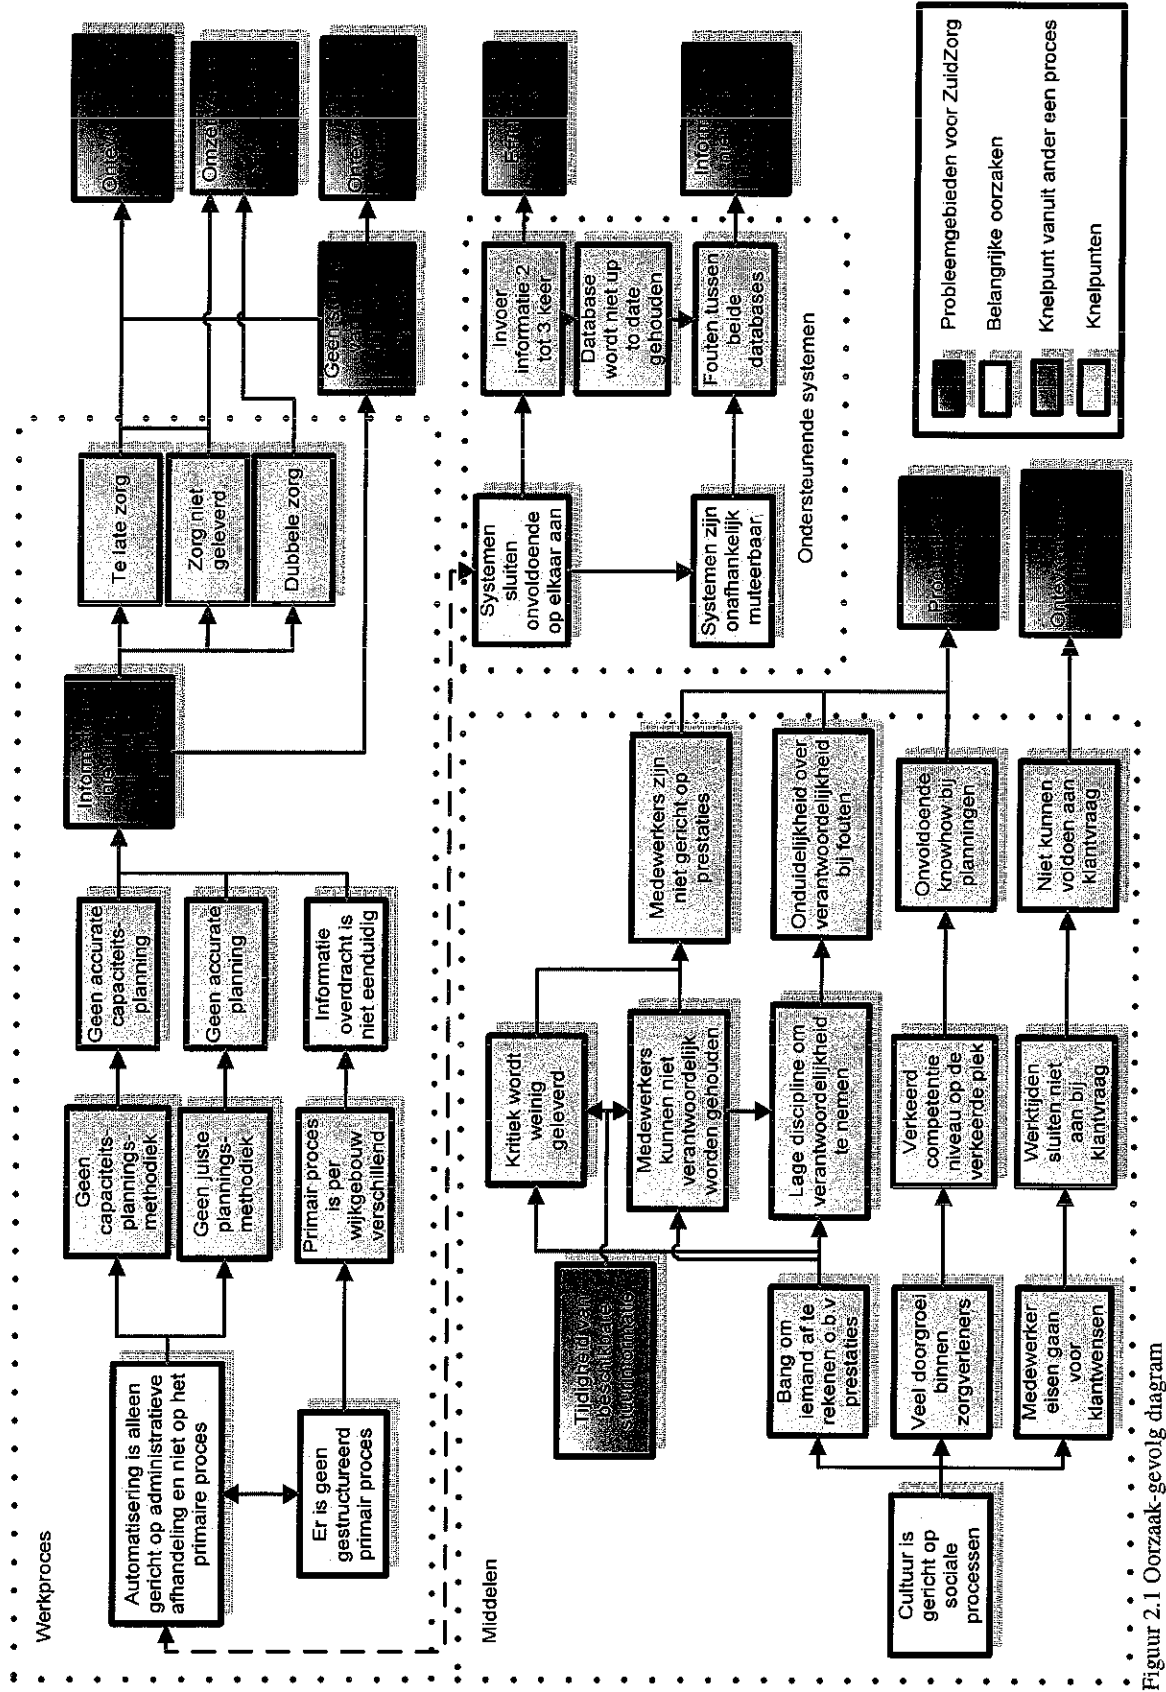 Werkproces
Automatisering is alleen
gericht op administratieve
afhandeling en niet op het
primaire proces
Er is geen
gestructureerd
primair proces
Geen
capaciteits-
plannings-
methodiek
Geen juiste
plannings-
methodiek
Primair proces
is per
wijkgebouw
verschillend
Geen accurate
capaciteits-
planning
Geen accurate
planning
Informatie
overdracht is
niet eenduidig
Te late zorg
Zorg niet
geleverd
Dubbele zorg
Middelen
Cultuur is
gericht op
sociale
processen
Tijdigheid van
beschikbare
stuurinformatie
Bang om
iemand af te
rekenen o.b.v.
prestaties
Veel doorgroei
binnen
zorgverleners
Medewerker
eisen gaan
voor
klantwensen
Kritiek wordt
weinig
geleverd
Medewerkers
kunnen niet
verantwoordelijk
worden gehouden
Lage discipline om
verantwoordelijkheid
te nemen
Verkeerd
competentie
niveau op de
verkeerde plek
Werktijden
sluiten niet
aan bij
klantvraag
Medewerkers zijn
niet gericht op
prestaties
Onduidelijkheid over
verantwoordelijkheid
bij fouten
Onvoldoende
knowhow bij
planningen
Niet kunnen
voldoen aan
klantvraag
Systemen
sluiten
onvoldoende
op elkaar aan
Systemen zijn
onafhankelijk
muteerbaar
Invoer
informatie 2
tot 3 keer
Database
wordt niet up
to date
gehouden
Fouten tussen
beide
databases
Ondersteunende systemen
Probleemgebieden voor ZuidZorg
Belangrijke oorzaken
Knelpunt vanuit ander een proces
Knelpunten
Figuur 2.1 Oorzaak-gevolg diagram